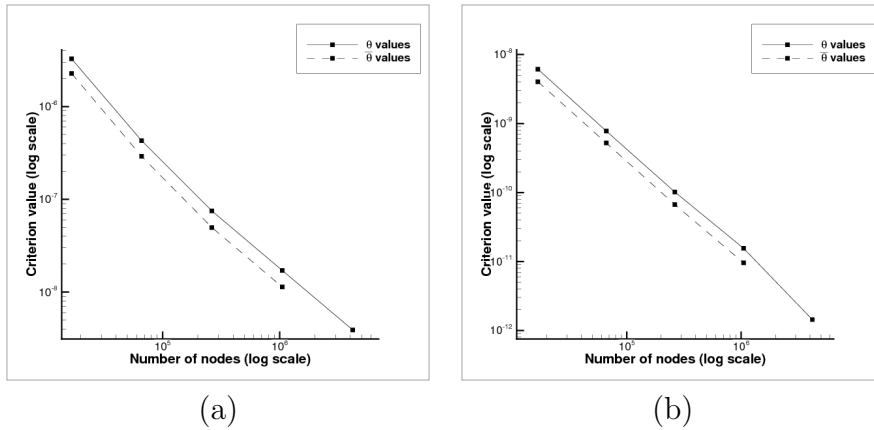 θ values
θ̅ values
10⁻⁶
10⁻⁷
10⁻⁸
Criterion value (log scale)
10⁵
10⁶
Number of nodes (log scale)
(a)
θ values
θ̅ values
10⁻⁸
10⁻⁹
10⁻¹⁰
10⁻¹¹
10⁻¹²
Criterion value (log scale)
10⁵
10⁶
Number of nodes (log scale)
(b)